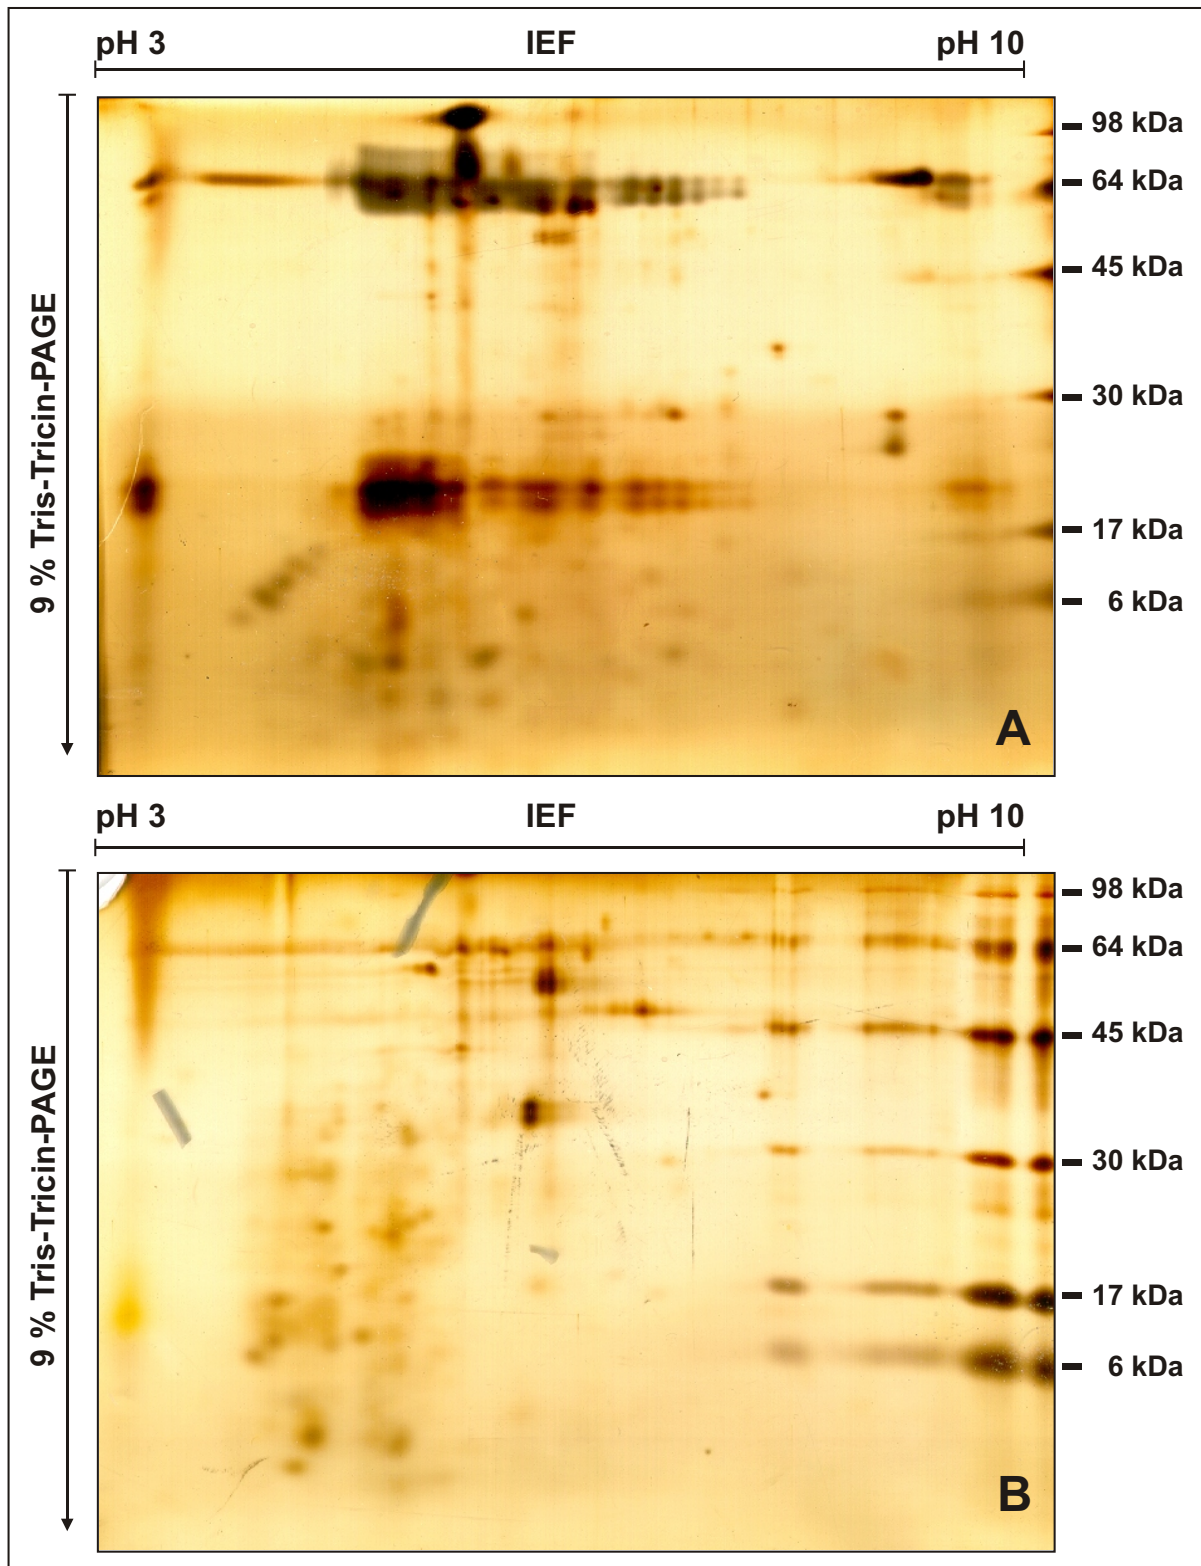 pH 3 IEF pH 10
9 % Tris-Tricin-PAGE
98 kDa
64 kDa
45 kDa
30 kDa
17 kDa
6 kDa
A
pH 3 IEF pH 10
9 % Tris-Tricin-PAGE
98 kDa
64 kDa
45 kDa
30 kDa
17 kDa
6 kDa
B